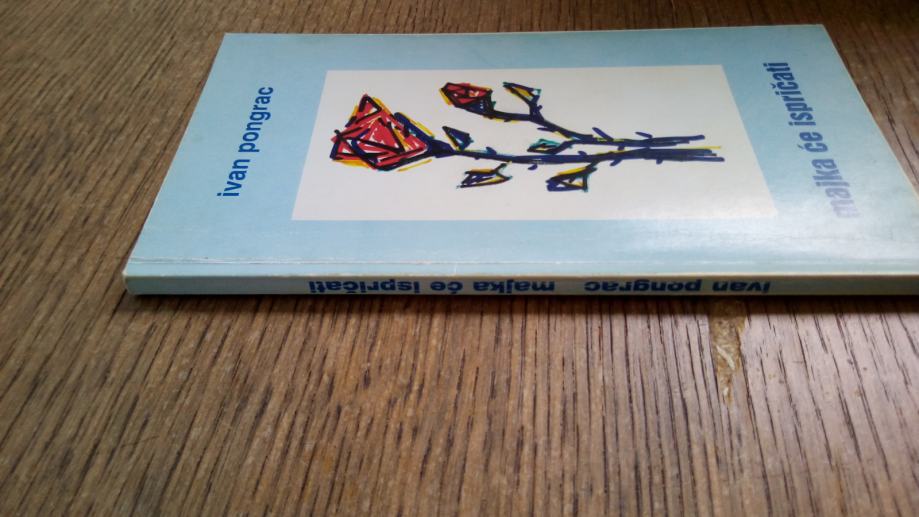 ivan pongrac
majka će ispričati
ivan pongrac majka će ispričati